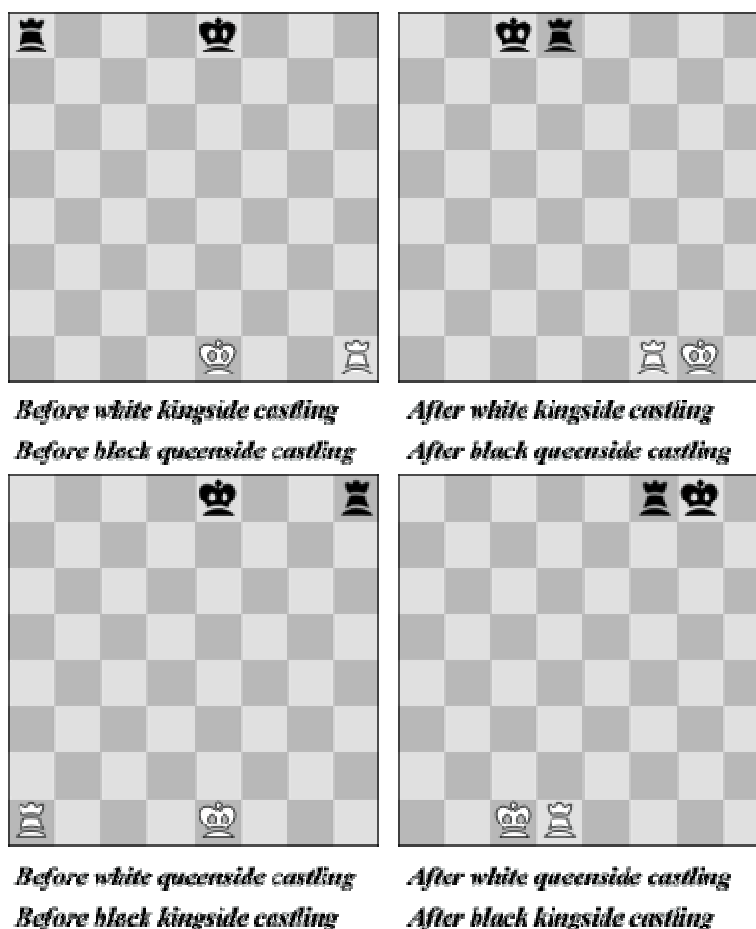 Before white kingside castling
After white kingside castling
Before black queenside castling
After black queenside castling
Before white queenside castling
After white queenside castling
Before black kingside castling
After black kingside castling